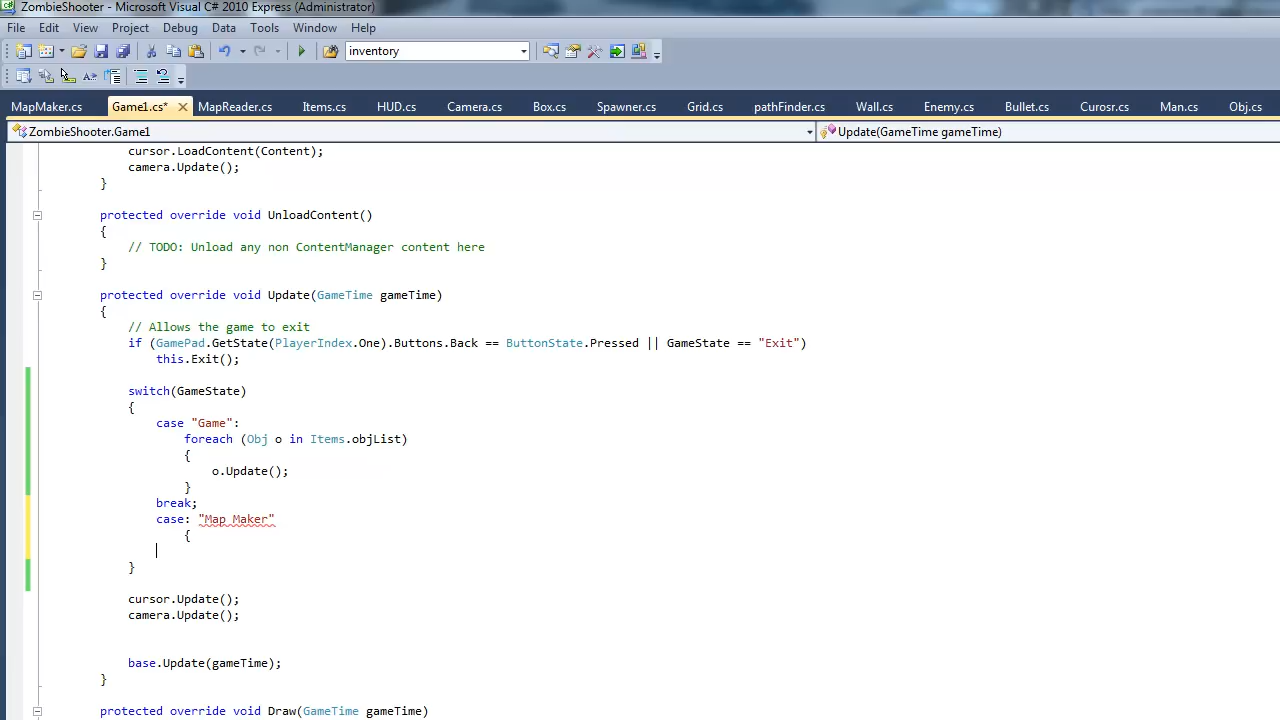 ZombieShooter - Microsoft Visual C# 2010 Express (Administrator)
File Edit View Project Debug Data Tools Window Help
inventory
MapMaker.cs Game1.cs* MapReader.cs Items.cs HUD.cs Camera.cs Box.cs Spawner.cs Grid.cs pathFinder.cs Wall.cs Enemy.cs Bullet.cs Curosr.cs Man.cs Obj.cs
ZombieShooter.Game1 Update(GameTime gameTime)
cursor.LoadContent(Content);
camera.Update();
}
protected override void UnloadContent()
{
// TODO: Unload any non ContentManager content here
}
protected override void Update(GameTime gameTime)
{
// Allows the game to exit
if (GamePad.GetState(PlayerIndex.One).Buttons.Back == ButtonState.Pressed || GameState == "Exit")
this.Exit();
switch(GameState)
{
case "Game":
foreach (Obj o in Items.objList)
{
o.Update();
}
break;
case: "Map Maker"
{
}
cursor.Update();
camera.Update();
base.Update(gameTime);
}
protected override void Draw(GameTime gameTime)